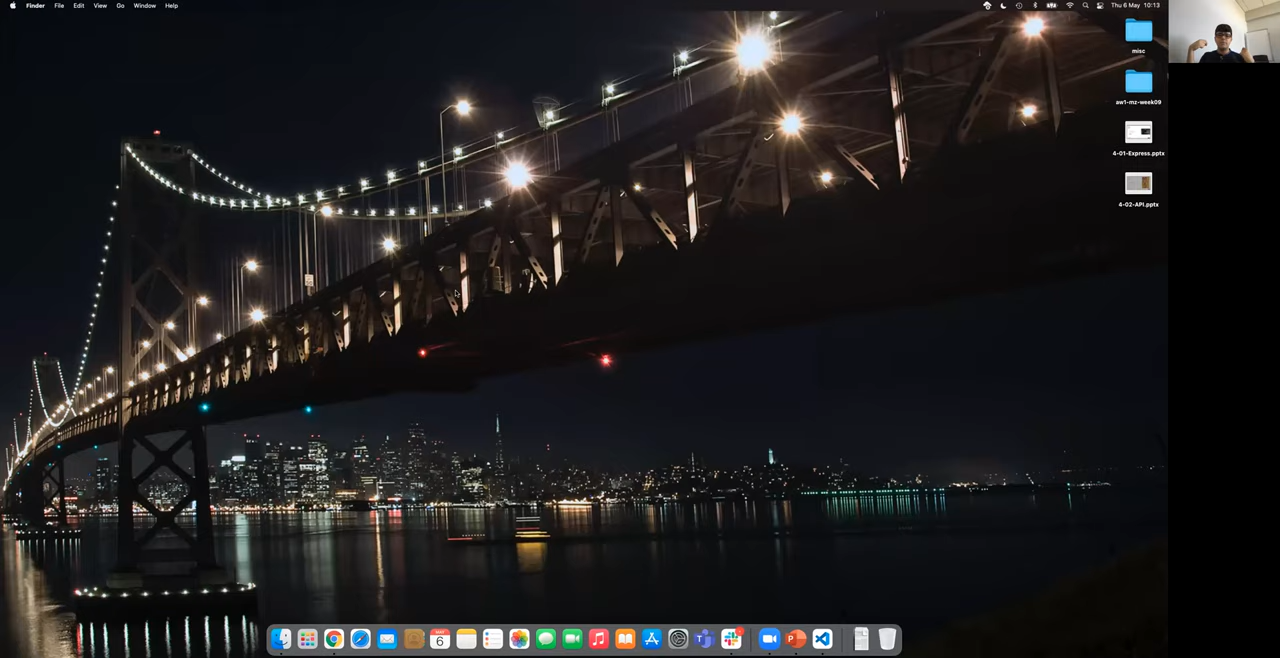 Finder File Edit View Go Window Help
Thu 6 May 10:13
misc
aw1-mz-week09
4-01-Express.pptx
4-02-API.pptx
MAY
6